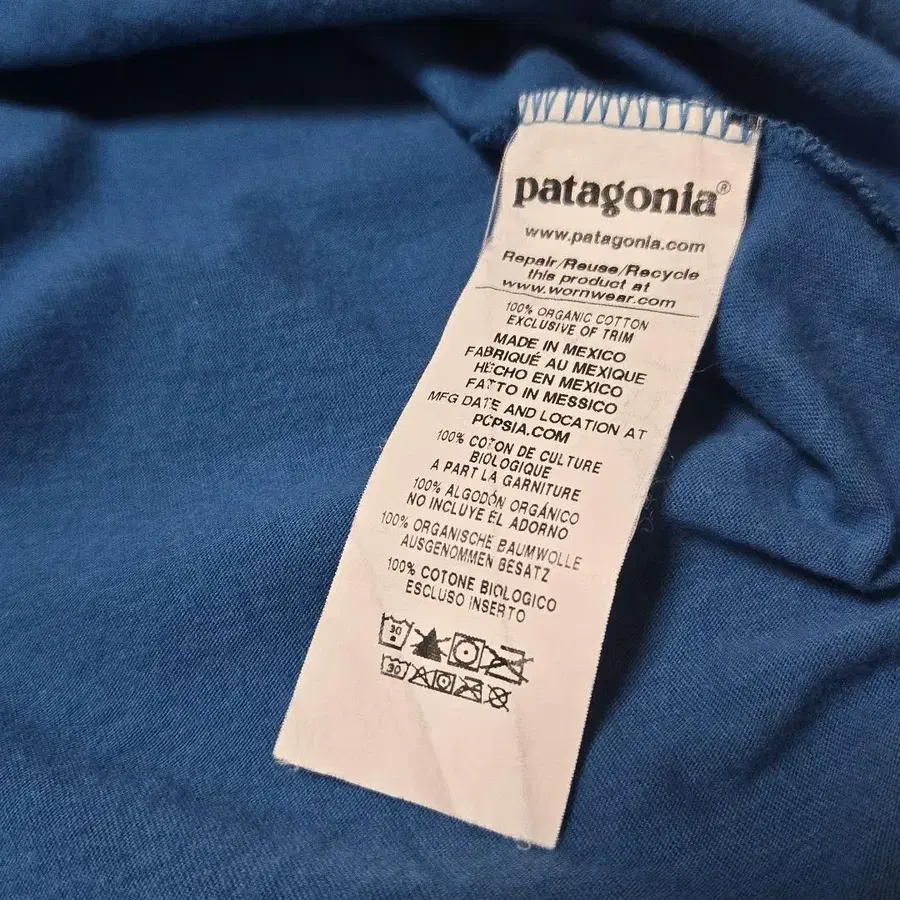 patagonia®
www.patagonia.com
Repair/Reuse/Recycle
this product at
www.wornwear.com
100% ORGANIC COTTON
EXCLUSIVE OF TRIM
MADE IN MEXICO
FABRIQUÉ AU MEXIQUE
HECHO EN MEXICO
FATTO IN MESSICO
MFG DATE AND LOCATION AT
PCPSIA.COM
100% COTON DE CULTURE
BIOLOGIQUE
A PART LA GARNITURE
100% ALGODÓN ORGÁNICO
NO INCLUYE EL ADORNO
100% ORGANISCHE BAUMWOLLE
AUSGENOMMEN BESATZ
100% COTONE BIOLOGICO
ESCLUSO INSERTO
30
30